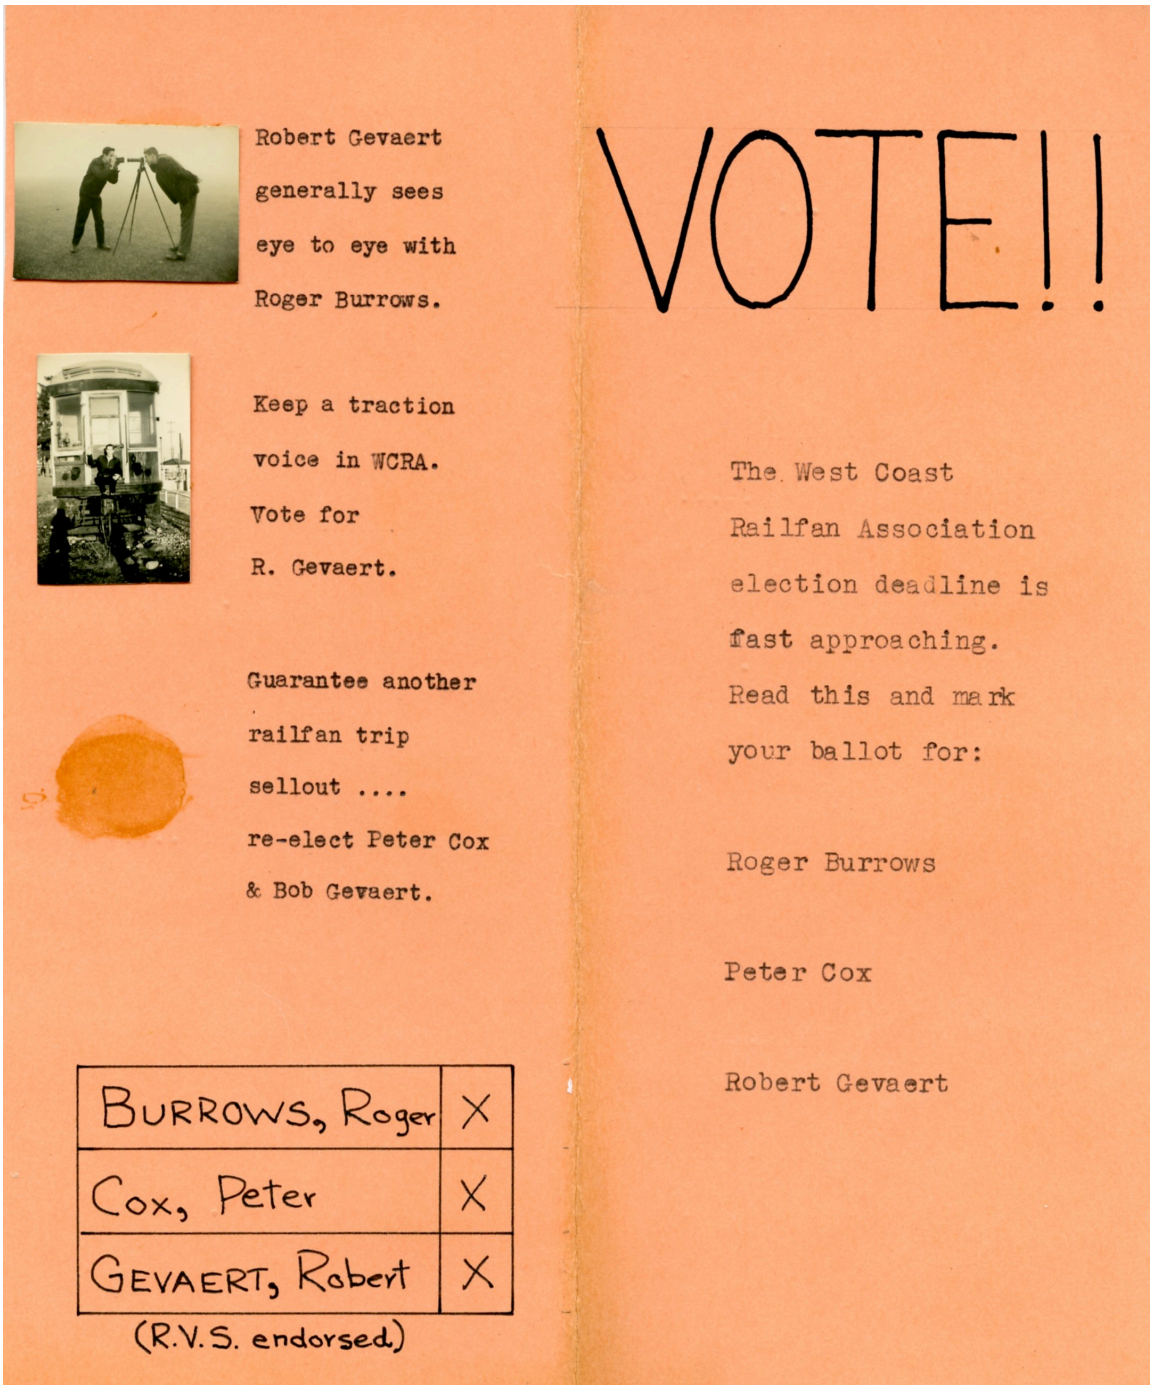 Robert Gevaert
generally sees
eye to eye with
Roger Burrows.
Keep a traction
voice in WCRA.
Vote for
R. Gevaert.
Guarantee another
railfan trip
sellout ....
re-elect Peter Cox
& Bob Gevaert.
BURROWS, Roger X
Cox, Peter X
GEVAERT, Robert X
(R.V.S. endorsed)
VOTE!!
The West Coast
Railfan Association
election deadline is
fast approaching.
Read this and mark
your ballot for:
Roger Burrows
Peter Cox
Robert Gevaert